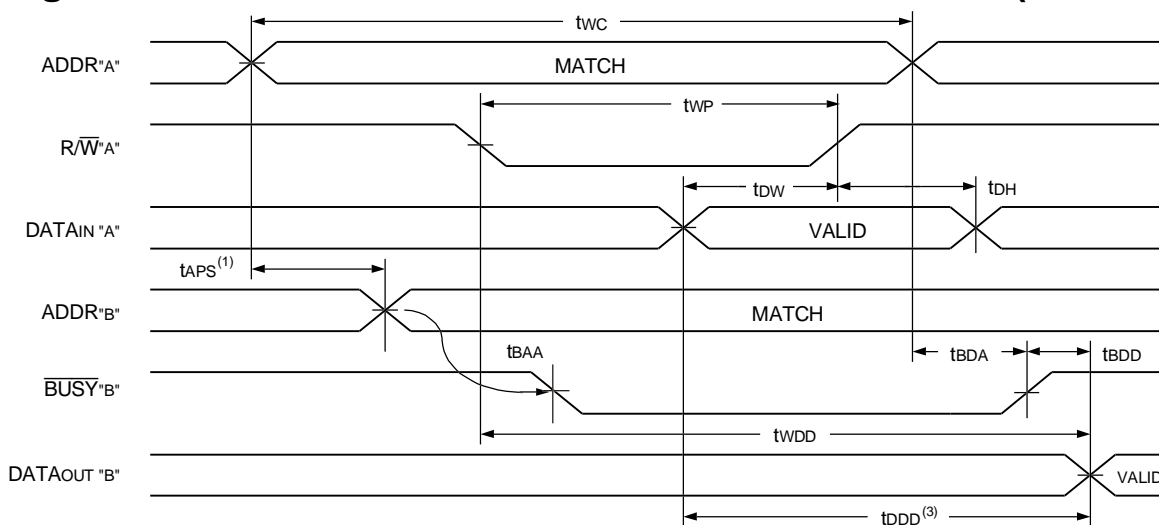 tWC
ADDR"A"
MATCH
tWP
R/W̅"A"
tDW
tDH
DATAIN "A"
VALID
tAPS(1)
ADDR"B"
MATCH
tBAA
tBDA
tBDD
B̅U̅S̅Y̅"B"
tWDD
DATAOUT "B"
VALID
tDDD(3)